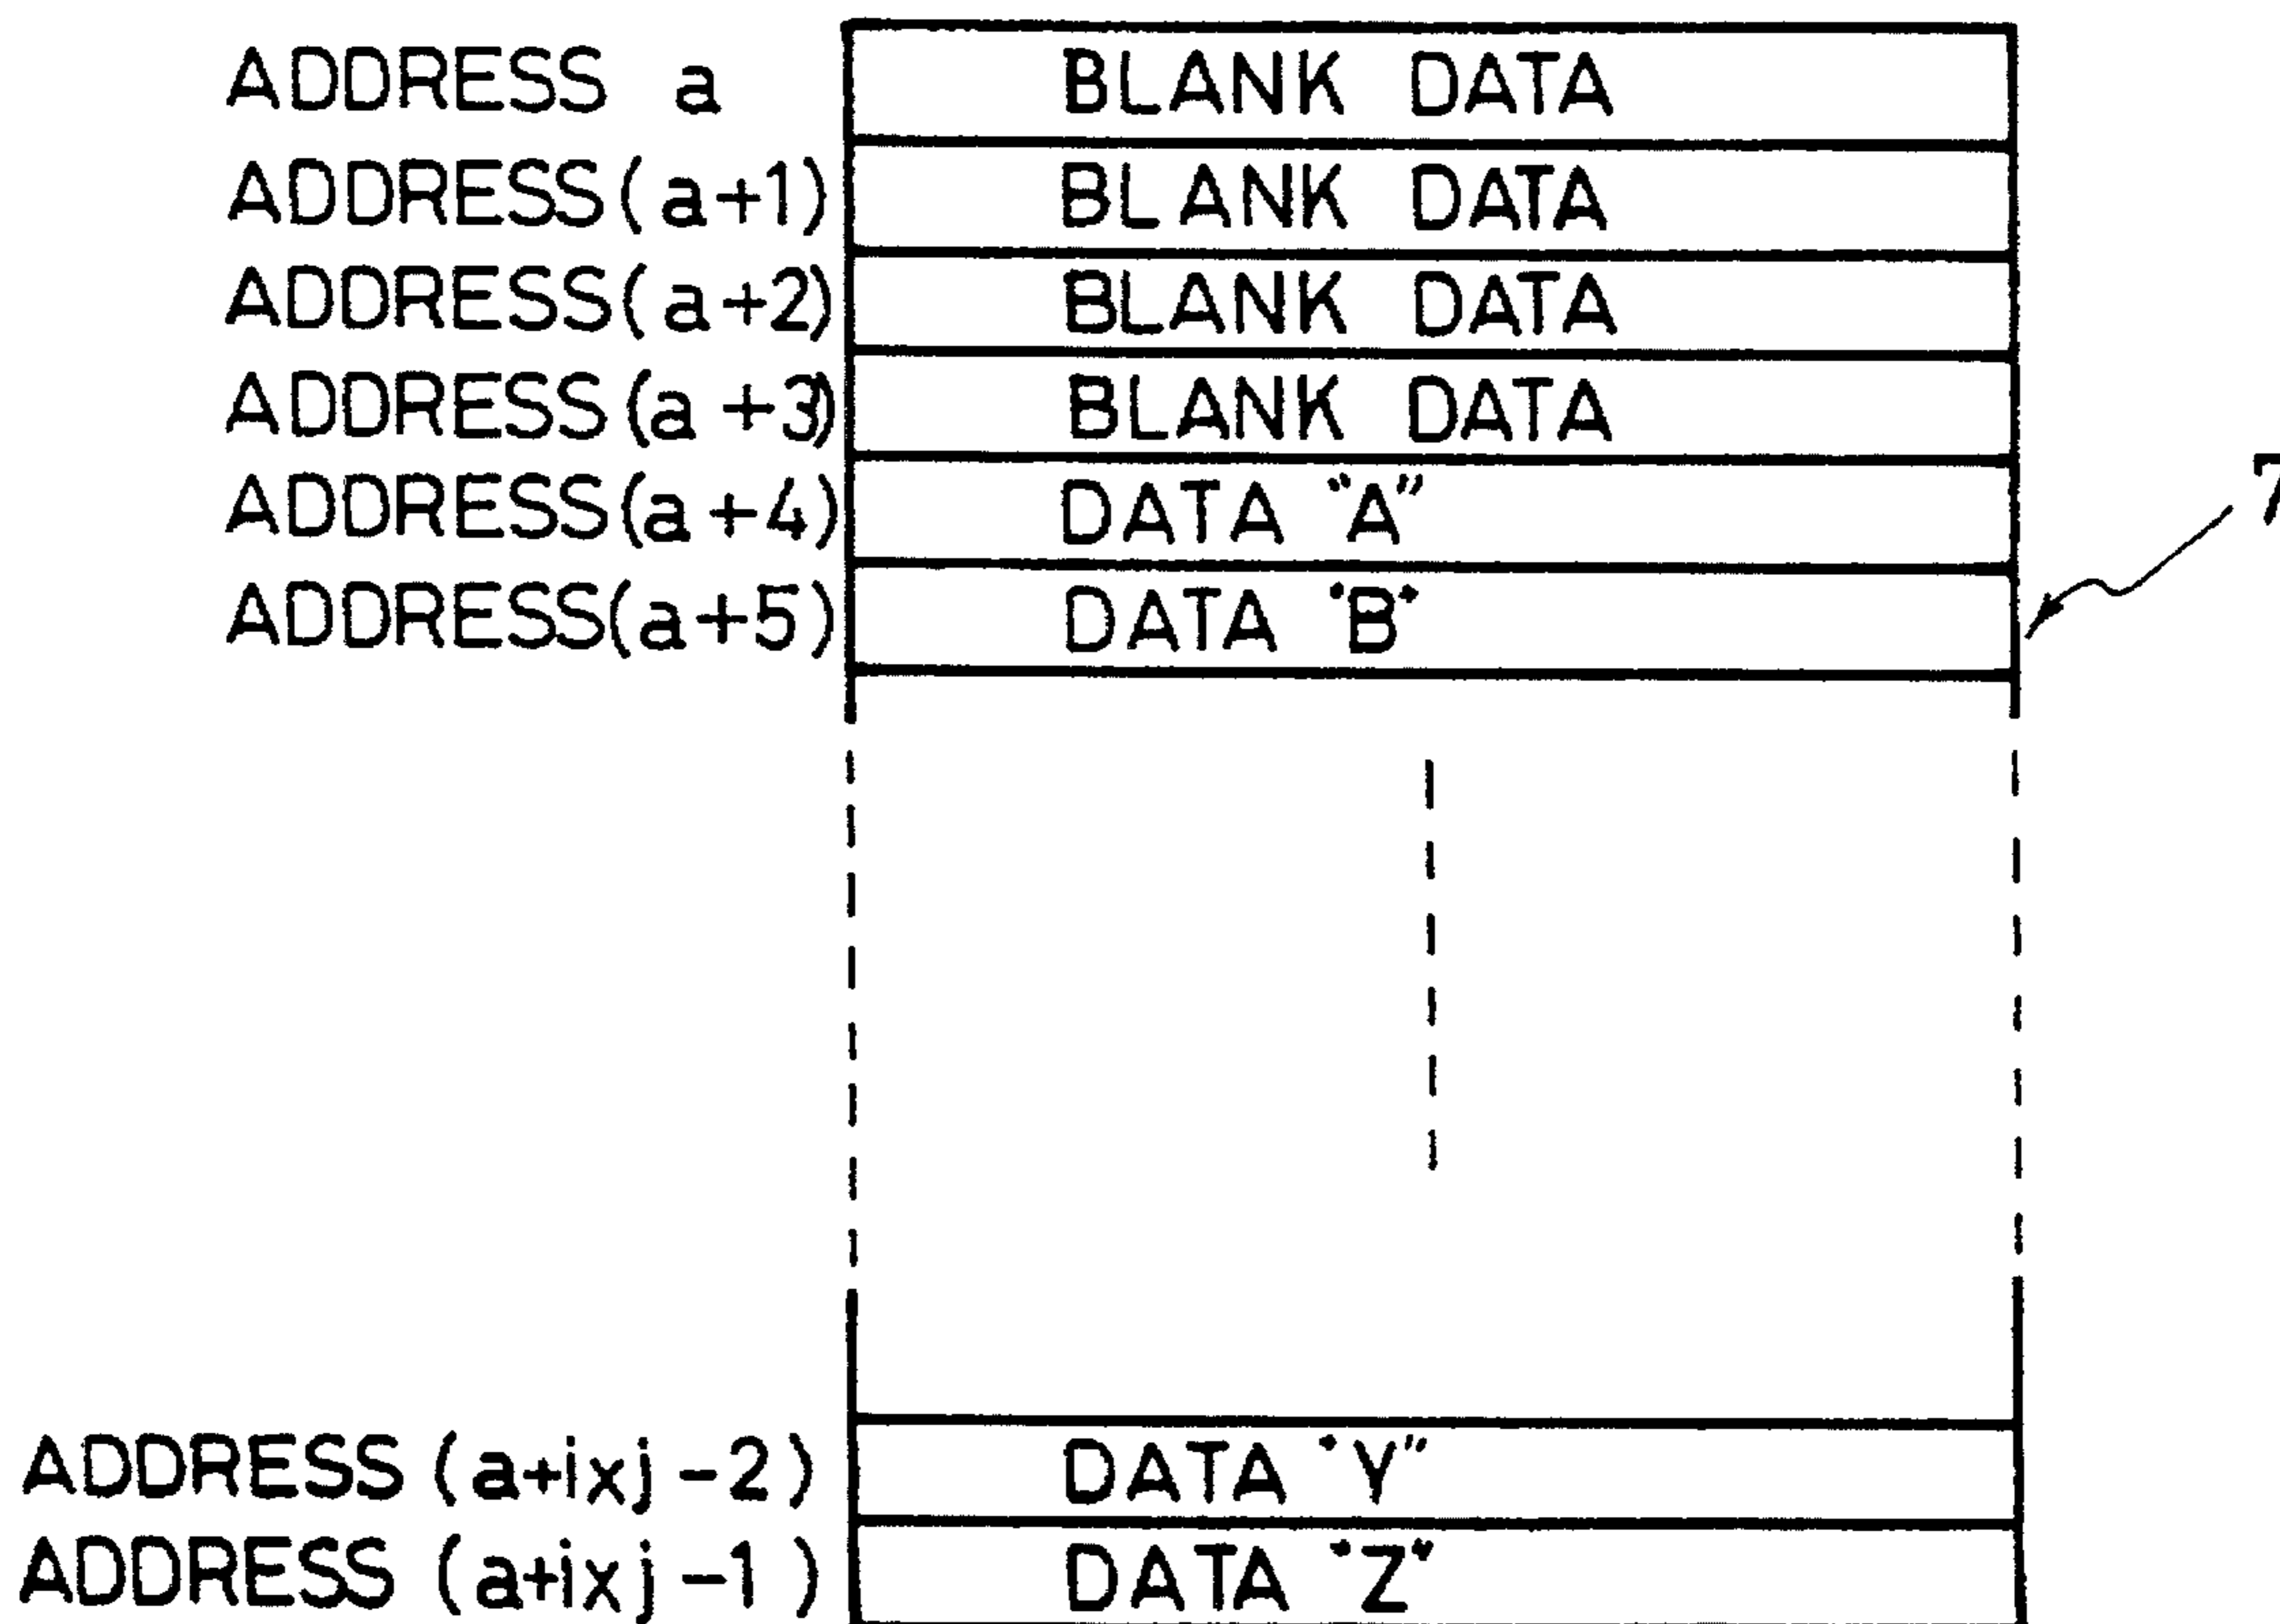 ADDRESS a BLANK DATA
ADDRESS(a+1) BLANK DATA
ADDRESS(a+2) BLANK DATA
ADDRESS(a+3) BLANK DATA
ADDRESS(a+4) DATA "A"
ADDRESS(a+5) DATA "B"
7
ADDRESS (a+ixj-2) DATA "Y"
ADDRESS (a+ixj-1) DATA "Z"